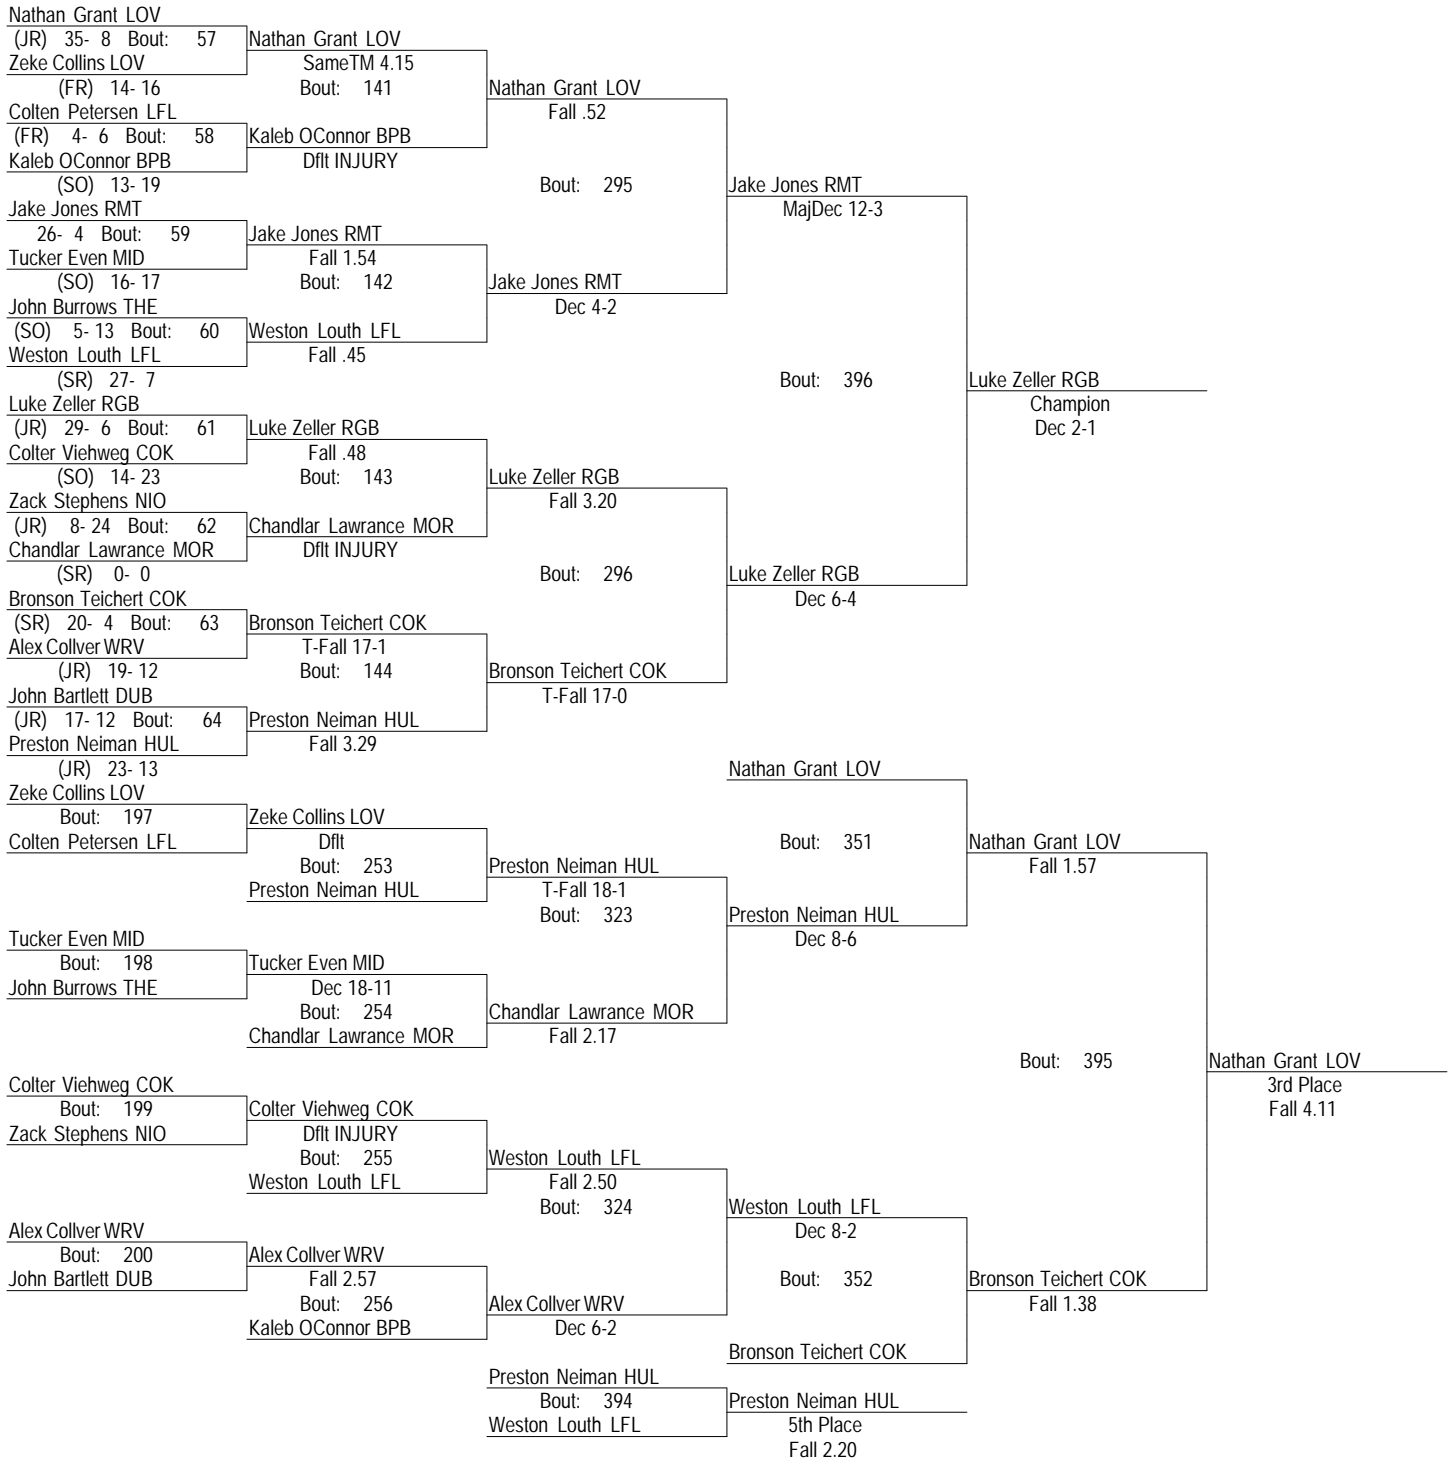 Nathan Grant LOV
(JR) 35- 8 Bout: 57 Nathan Grant LOV
Zeke Collins LOV SameTM 4.15
(FR) 14- 16 Bout: 141 Nathan Grant LOV
Colten Petersen LFL Fall .52
(FR) 4- 6 Bout: 58 Kaleb OConnor BPB
Kaleb OConnor BPB Dflt INJURY
(SO) 13- 19 Bout: 295 Jake Jones RMT
Jake Jones RMT MajDec 12-3
26- 4 Bout: 59 Jake Jones RMT
Tucker Even MID Fall 1.54
(SO) 16- 17 Bout: 142 Jake Jones RMT
John Burrows THE Dec 4-2
(SO) 5- 13 Bout: 60 Weston Louth LFL
Weston Louth LFL Fall .45
(SR) 27- 7 Bout: 396 Luke Zeller RGB
Luke Zeller RGB Champion
(JR) 29- 6 Bout: 61 Luke Zeller RGB Dec 2-1
Colter Viehweg COK Fall .48
(SO) 14- 23 Bout: 143 Luke Zeller RGB
Zack Stephens NIO Fall 3.20
(JR) 8- 24 Bout: 62 Chandlar Lawrance MOR
Chandlar Lawrance MOR Dflt INJURY
(SR) 0- 0 Bout: 296 Luke Zeller RGB
Bronson Teichert COK Dec 6-4
(SR) 20- 4 Bout: 63 Bronson Teichert COK
Alex Collver WRV T-Fall 17-1
(JR) 19- 12 Bout: 144 Bronson Teichert COK
John Bartlett DUB T-Fall 17-0
(JR) 17- 12 Bout: 64 Preston Neiman HUL
Preston Neiman HUL Fall 3.29
(JR) 23- 13 Nathan Grant LOV
Zeke Collins LOV
Bout: 197 Zeke Collins LOV
Colten Petersen LFL Dflt Bout: 351 Nathan Grant LOV
Bout: 253 Preston Neiman HUL Fall 1.57
Preston Neiman HUL T-Fall 18-1
Bout: 323 Preston Neiman HUL
Tucker Even MID Dec 8-6
Bout: 198 Tucker Even MID
John Burrows THE Dec 18-11
Bout: 254 Chandlar Lawrance MOR
Chandlar Lawrance MOR Fall 2.17
Bout: 395 Nathan Grant LOV
Colter Viehweg COK 3rd Place
Bout: 199 Colter Viehweg COK Fall 4.11
Zack Stephens NIO Dflt INJURY
Bout: 255 Weston Louth LFL
Weston Louth LFL Fall 2.50
Bout: 324 Weston Louth LFL
Alex Collver WRV Dec 8-2
Bout: 200 Alex Collver WRV
John Bartlett DUB Fall 2.57 Bout: 352 Bronson Teichert COK
Bout: 256 Alex Collver WRV Fall 1.38
Kaleb OConnor BPB Dec 6-2
Bronson Teichert COK
Preston Neiman HUL
Bout: 394 Preston Neiman HUL
Weston Louth LFL 5th Place
Fall 2.20